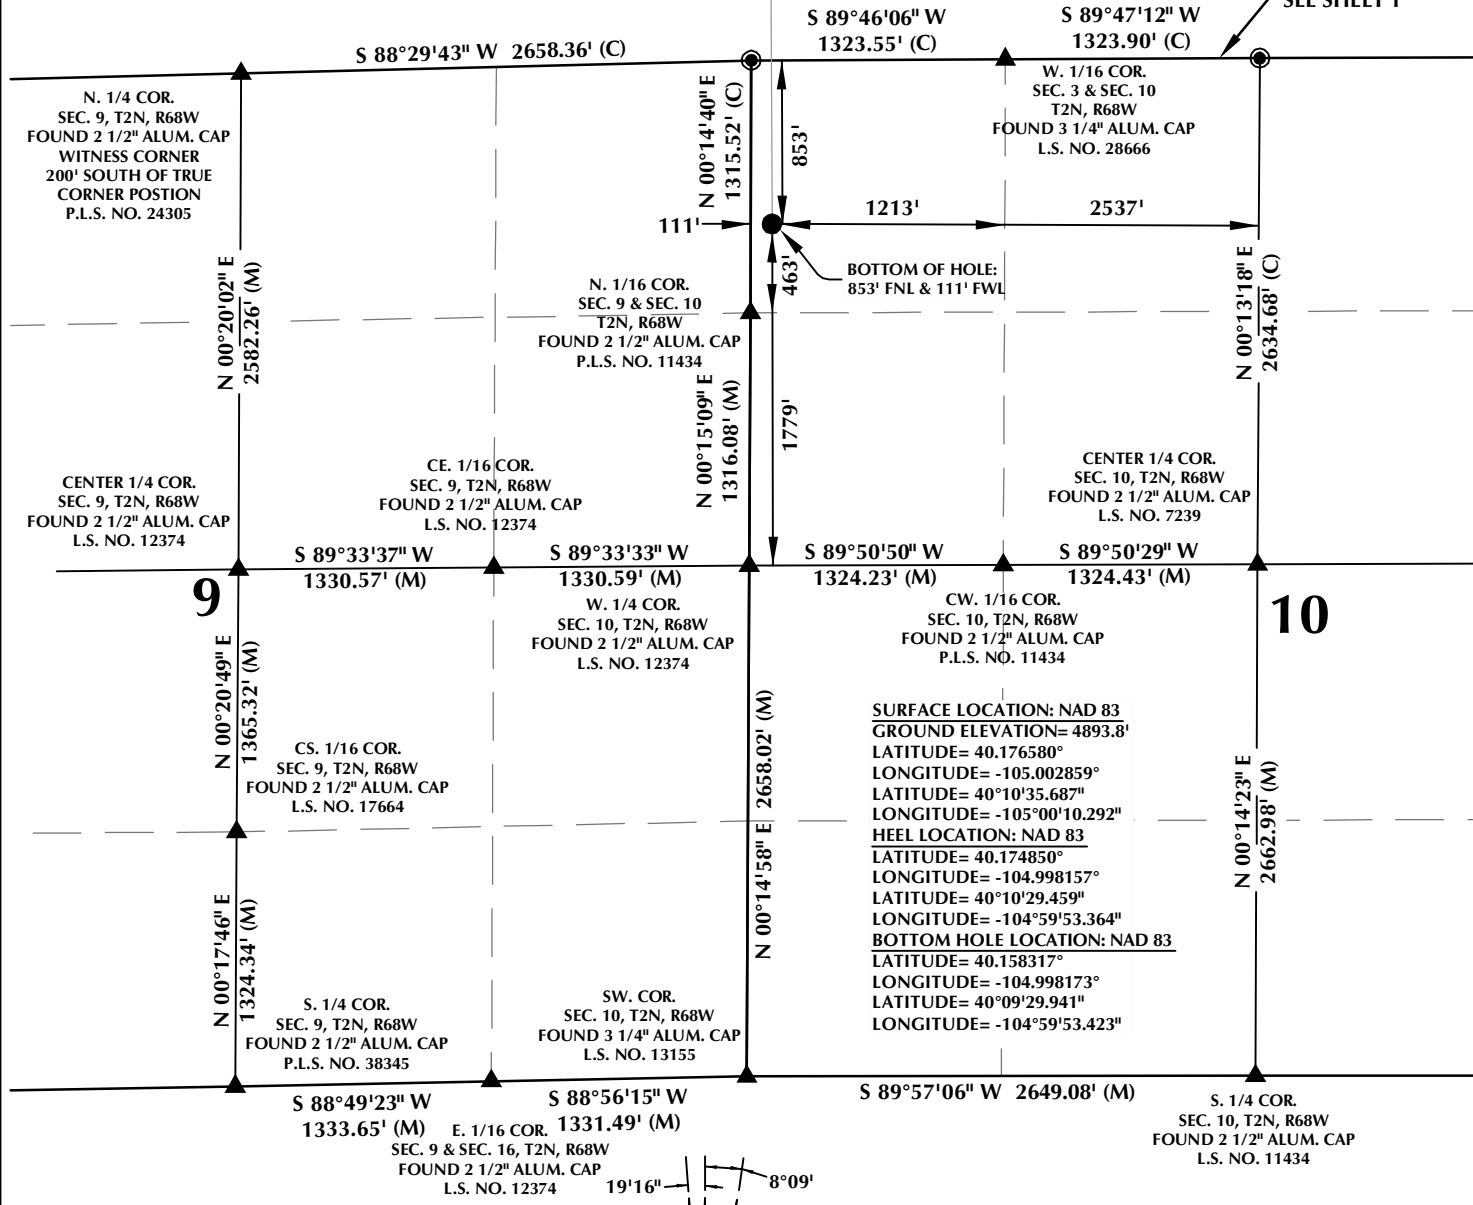 SEE SHEET 1
S 88°29'43" W 2658.36' (C)
S 89°46'06" W
1323.55' (C)
S 89°47'12" W
1323.90' (C)
N. 1/4 COR.
SEC. 9, T2N, R68W
FOUND 2 1/2" ALUM. CAP
WITNESS CORNER
200' SOUTH OF TRUE
CORNER POSTION
P.L.S. NO. 24305
N 00°14'40" E
1315.52' (C)
853'
W. 1/16 COR.
SEC. 3 & SEC. 10
T2N, R68W
FOUND 3 1/4" ALUM. CAP
L.S. NO. 28666
111'
1213'
2537'
463'
BOTTOM OF HOLE:
853' FNL & 111' FWL
N 00°20'02" E
2582.26' (M)
N 00°13'18" E
2634.68' (C)
N. 1/16 COR.
SEC. 9 & SEC. 10
T2N, R68W
FOUND 2 1/2" ALUM. CAP
P.L.S. NO. 11434
N 00°15'09" E
1316.08' (M)
1779'
CENTER 1/4 COR.
SEC. 9, T2N, R68W
FOUND 2 1/2" ALUM. CAP
L.S. NO. 12374
CE. 1/16 COR.
SEC. 9, T2N, R68W
FOUND 2 1/2" ALUM. CAP
L.S. NO. 12374
CENTER 1/4 COR.
SEC. 10, T2N, R68W
FOUND 2 1/2" ALUM. CAP
L.S. NO. 7239
S 89°33'37" W
1330.57' (M)
S 89°33'33" W
1330.59' (M)
S 89°50'50" W
1324.23' (M)
S 89°50'29" W
1324.43' (M)
9
10
W. 1/4 COR.
SEC. 10, T2N, R68W
FOUND 2 1/2" ALUM. CAP
L.S. NO. 12374
CW. 1/16 COR.
SEC. 10, T2N, R68W
FOUND 2 1/2" ALUM. CAP
P.L.S. NO. 11434
N 00°20'49" E
1365.32' (M)
CS. 1/16 COR.
SEC. 9, T2N, R68W
FOUND 2 1/2" ALUM. CAP
L.S. NO. 17664
N 00°14'58" E 2658.02' (M)
SURFACE LOCATION: NAD 83
GROUND ELEVATION= 4893.8'
LATITUDE= 40.176580°
LONGITUDE= -105.002859°
LATITUDE= 40°10'35.687"
LONGITUDE= -105°00'10.292"
HEEL LOCATION: NAD 83
LATITUDE= 40.174850°
LONGITUDE= -104.998157°
LATITUDE= 40°10'29.459"
LONGITUDE= -104°59'53.364"
BOTTOM HOLE LOCATION: NAD 83
LATITUDE= 40.158317°
LONGITUDE= -104.998173°
LATITUDE= 40°09'29.941"
LONGITUDE= -104°59'53.423"
N 00°14'23" E
2662.98' (M)
N 00°17'46" E
1324.34' (M)
S. 1/4 COR.
SEC. 9, T2N, R68W
FOUND 2 1/2" ALUM. CAP
P.L.S. NO. 38345
SW. COR.
SEC. 10, T2N, R68W
FOUND 3 1/4" ALUM. CAP
L.S. NO. 13155
S 88°49'23" W
1333.65' (M)
S 88°56'15" W
1331.49' (M)
S 89°57'06" W 2649.08' (M)
E. 1/16 COR.
SEC. 9 & SEC. 16, T2N, R68W
FOUND 2 1/2" ALUM. CAP
L.S. NO. 12374
S. 1/4 COR.
SEC. 10, T2N, R68W
FOUND 2 1/2" ALUM. CAP
L.S. NO. 11434
19'16"
8°09'